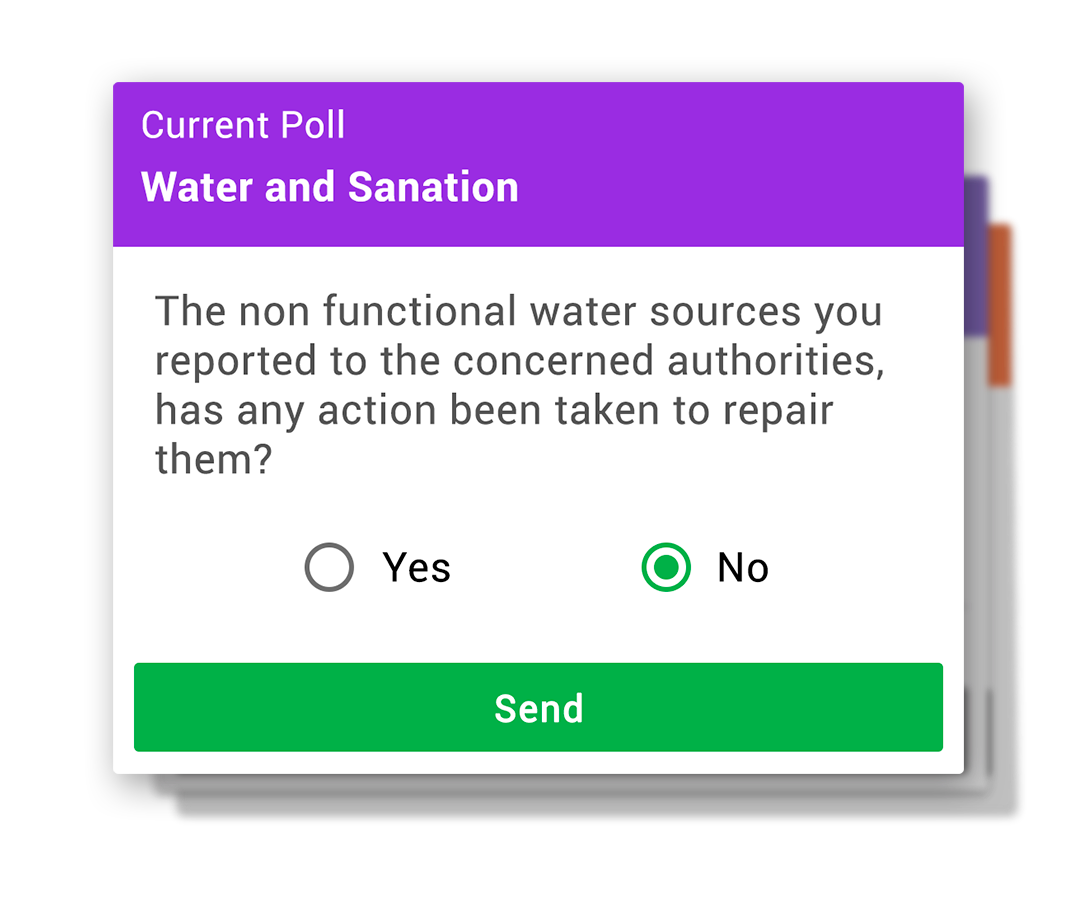 Current Poll
Water and Sanation
The non functional water sources you
reported to the concerned authorities,
has any action been taken to repair
them?
Yes No
Send